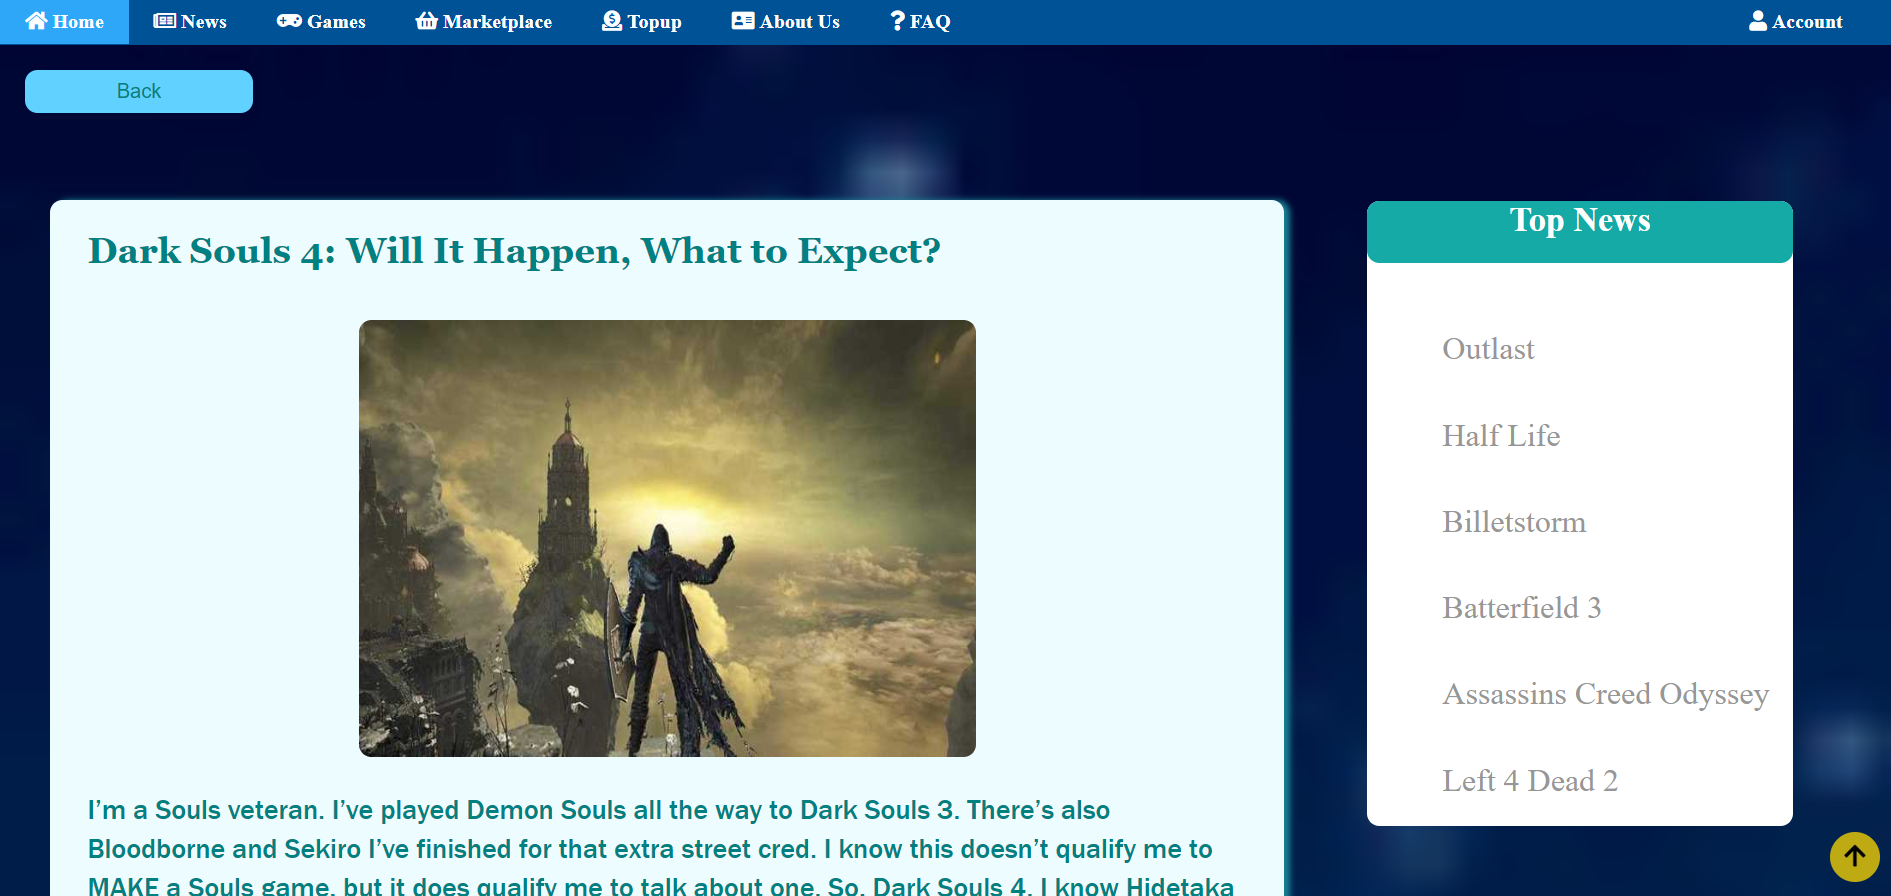 Home News Games Marketplace Topup About Us FAQ Account
Back
Dark Souls 4: Will It Happen, What to Expect?
I’m a Souls veteran. I’ve played Demon Souls all the way to Dark Souls 3. There’s also
Bloodborne and Sekiro I’ve finished for that extra street cred. I know this doesn’t qualify me to
MAKE a Souls game, but it does qualify me to talk about one. So, Dark Souls 4. I know Hidetaka
Top News
Outlast
Half Life
Billetstorm
Batterfield 3
Assassins Creed Odyssey
Left 4 Dead 2